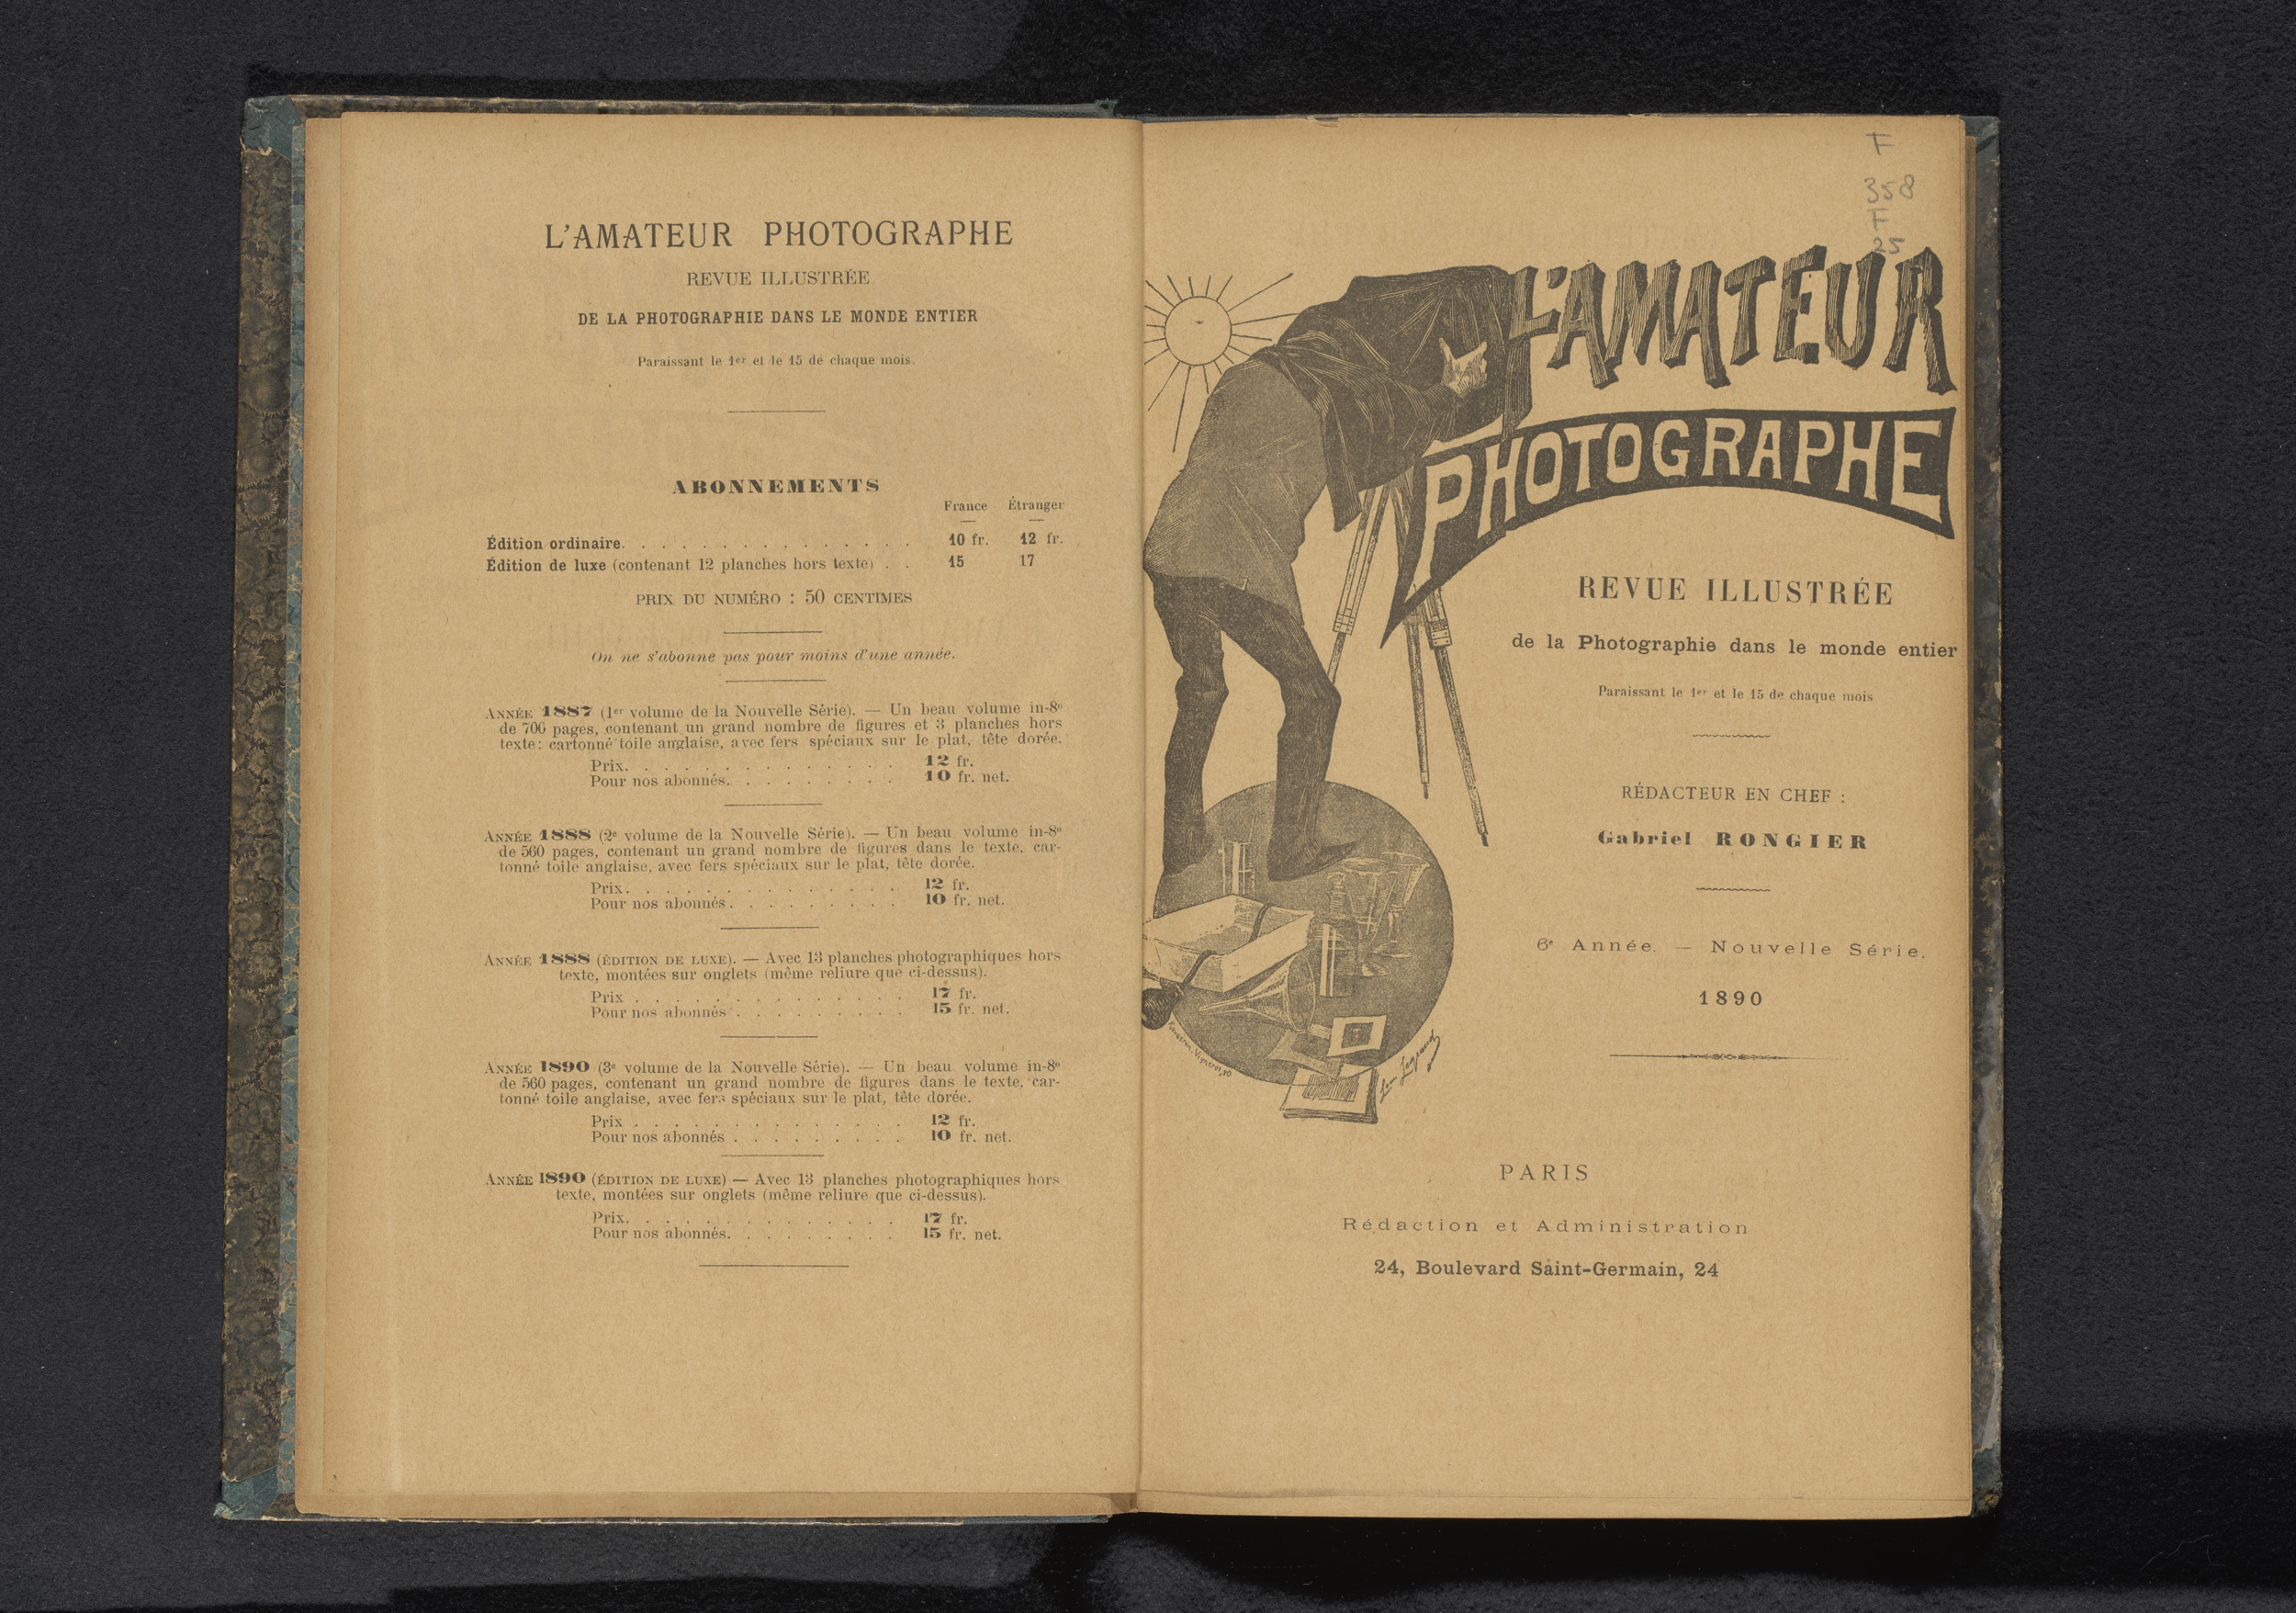 L'AMATEUR PHOTOGRAPHE
REVUE ILLUSTRÉE
DE LA PHOTOGRAPHIE DANS LE MONDE ENTIER
Paraissant le 1er et le 15 de chaque mois.
ABONNEMENTS
France Étranger
Édition ordinaire. . . . . . . . . . . . . . . 10 fr. 12 fr.
Édition de luxe (contenant 12 planches hors texte) . . 15 17
PRIX DU NUMÉRO : 50 CENTIMES
On ne s'abonne pas pour moins d'une année.
ANNÉE 1887 (1er volume de la Nouvelle Série). — Un beau volume in-8º
de 700 pages, contenant un grand nombre de figures et 3 planches hors
texte: cartonné toile anglaise, avec fers spéciaux sur le plat, tête dorée.
Prix. . . . . . . . . . . . . . 12 fr.
Pour nos abonnés. . . . . . . . . 10 fr. net.
ANNÉE 1888 (2e volume de la Nouvelle Série). — Un beau volume in-8º
de 560 pages, contenant un grand nombre de figures dans le texte, car-
tonné toile anglaise, avec fers spéciaux sur le plat, tête dorée.
Prix. . . . . . . . . . . . . . 12 fr.
Pour nos abonnés. . . . . . . . . 10 fr. net.
ANNÉE 1888 (ÉDITION DE LUXE). — Avec 13 planches photographiques hors
texte, montées sur onglets (même reliure que ci-dessus).
Prix . . . . . . . . . . . . . . 17 fr.
Pour nos abonnés . . . . . . . . . 15 fr. net.
ANNÉE 1890 (3e volume de la Nouvelle Série). — Un beau volume in-8º
de 560 pages, contenant un grand nombre de figures dans le texte, car-
tonné toile anglaise, avec fers spéciaux sur le plat, tête dorée.
Prix . . . . . . . . . . . . . . 12 fr.
Pour nos abonnés . . . . . . . . . 10 fr. net.
ANNÉE 1890 (ÉDITION DE LUXE) — Avec 13 planches photographiques hors
texte, montées sur onglets (même reliure que ci-dessus).
Prix. . . . . . . . . . . . . . 17 fr.
Pour nos abonnés. . . . . . . . . 15 fr. net.
F
358
F
25
L'AMATEUR
PHOTOGRAPHE
REVUE ILLUSTRÉE
de la Photographie dans le monde entier
Paraissant le 1er et le 15 de chaque mois
RÉDACTEUR EN CHEF :
Gabriel RONGIER
6e Année. — Nouvelle Série.
1890
PARIS
Rédaction et Administration
24, Boulevard Saint-Germain, 24